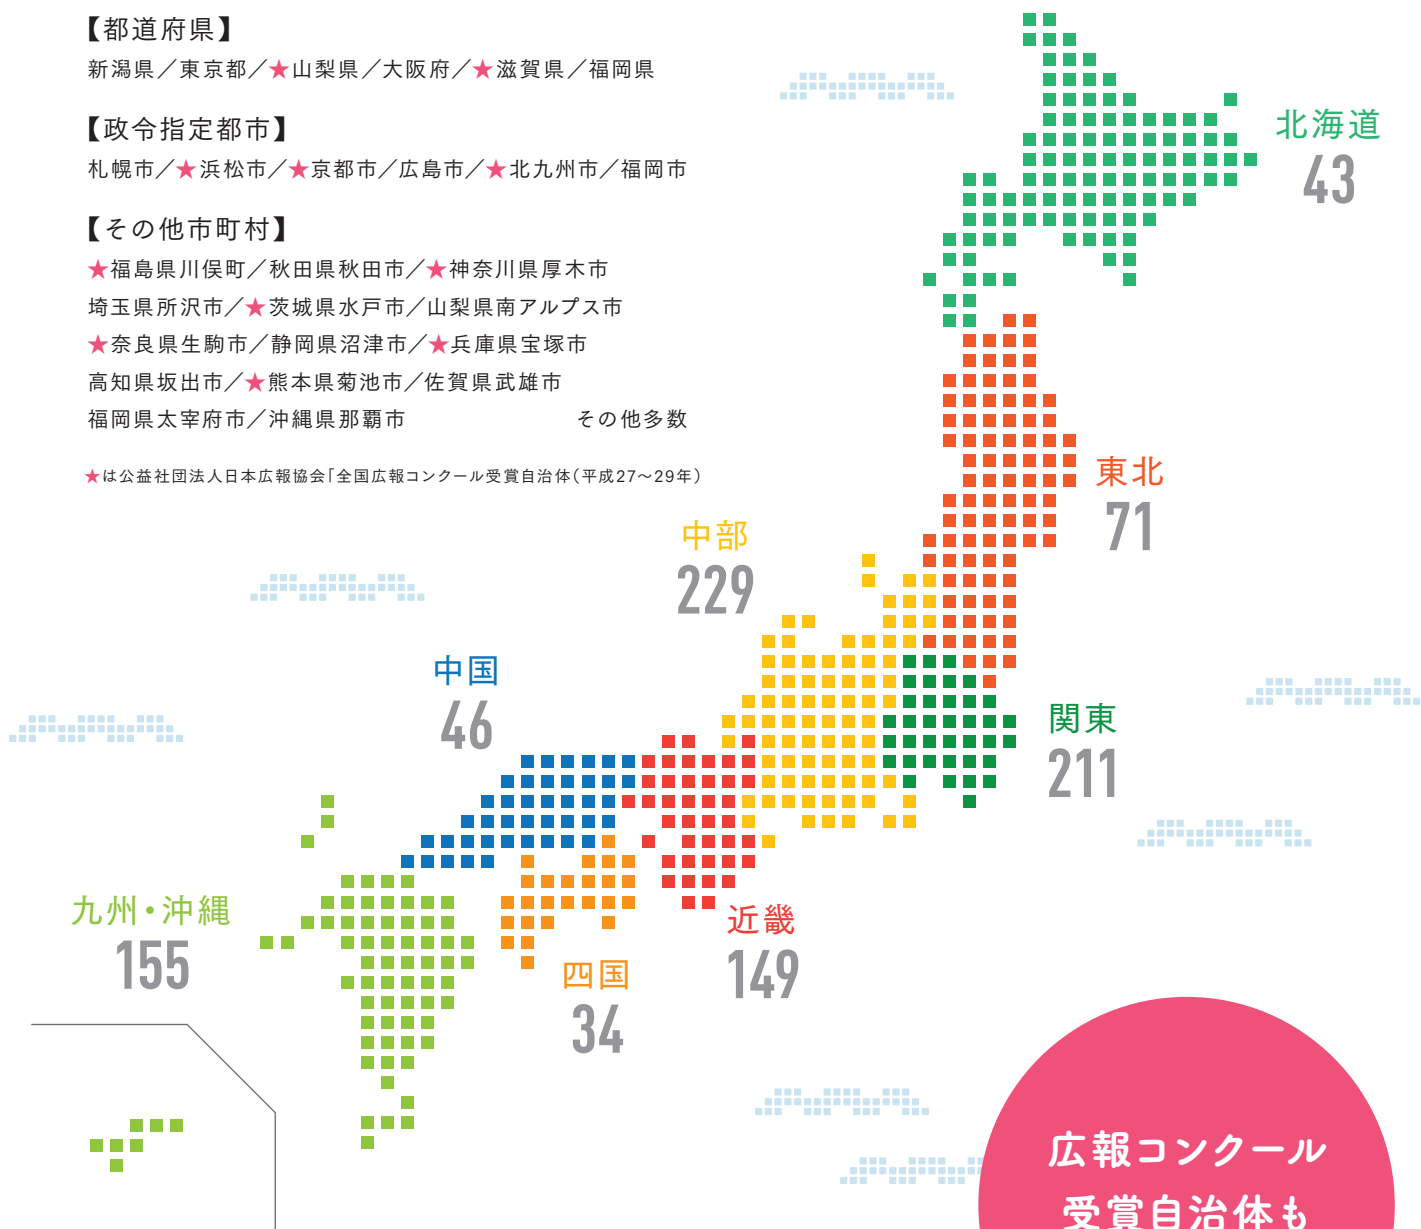 【都道府県】
新潟県／東京都／★山梨県／大阪府／★滋賀県／福岡県
【政令指定都市】
札幌市／★浜松市／★京都市／広島市／★北九州市／福岡市
【その他市町村】
★福島県川俣町／秋田県秋田市／★神奈川県厚木市
埼玉県所沢市／★茨城県水戸市／山梨県南アルプス市
★奈良県生駒市／静岡県沼津市／★兵庫県宝塚市
高知県坂出市／★熊本県菊池市／佐賀県武雄市
福岡県太宰府市／沖縄県那覇市　その他多数
★は公益社団法人日本広報協会「全国広報コンクール受賞自治体（平成27〜29年）
北海道
43
東北
71
中部
229
中国
46
関東
211
九州・沖縄
155
近畿
149
四国
34
広報コンクール
受賞自治体も